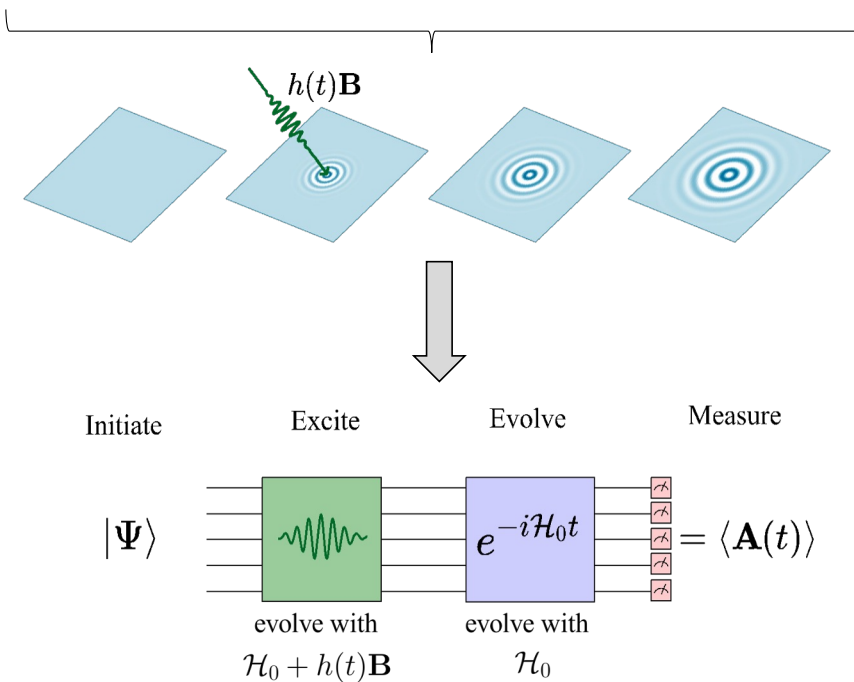 h(t)𝐁
Initiate Excite Evolve Measure
|𝚿⟩ e^{-iℋ₀t} = ⟨𝐀(t)⟩
evolve with evolve with
ℋ₀ + h(t)𝐁 ℋ₀